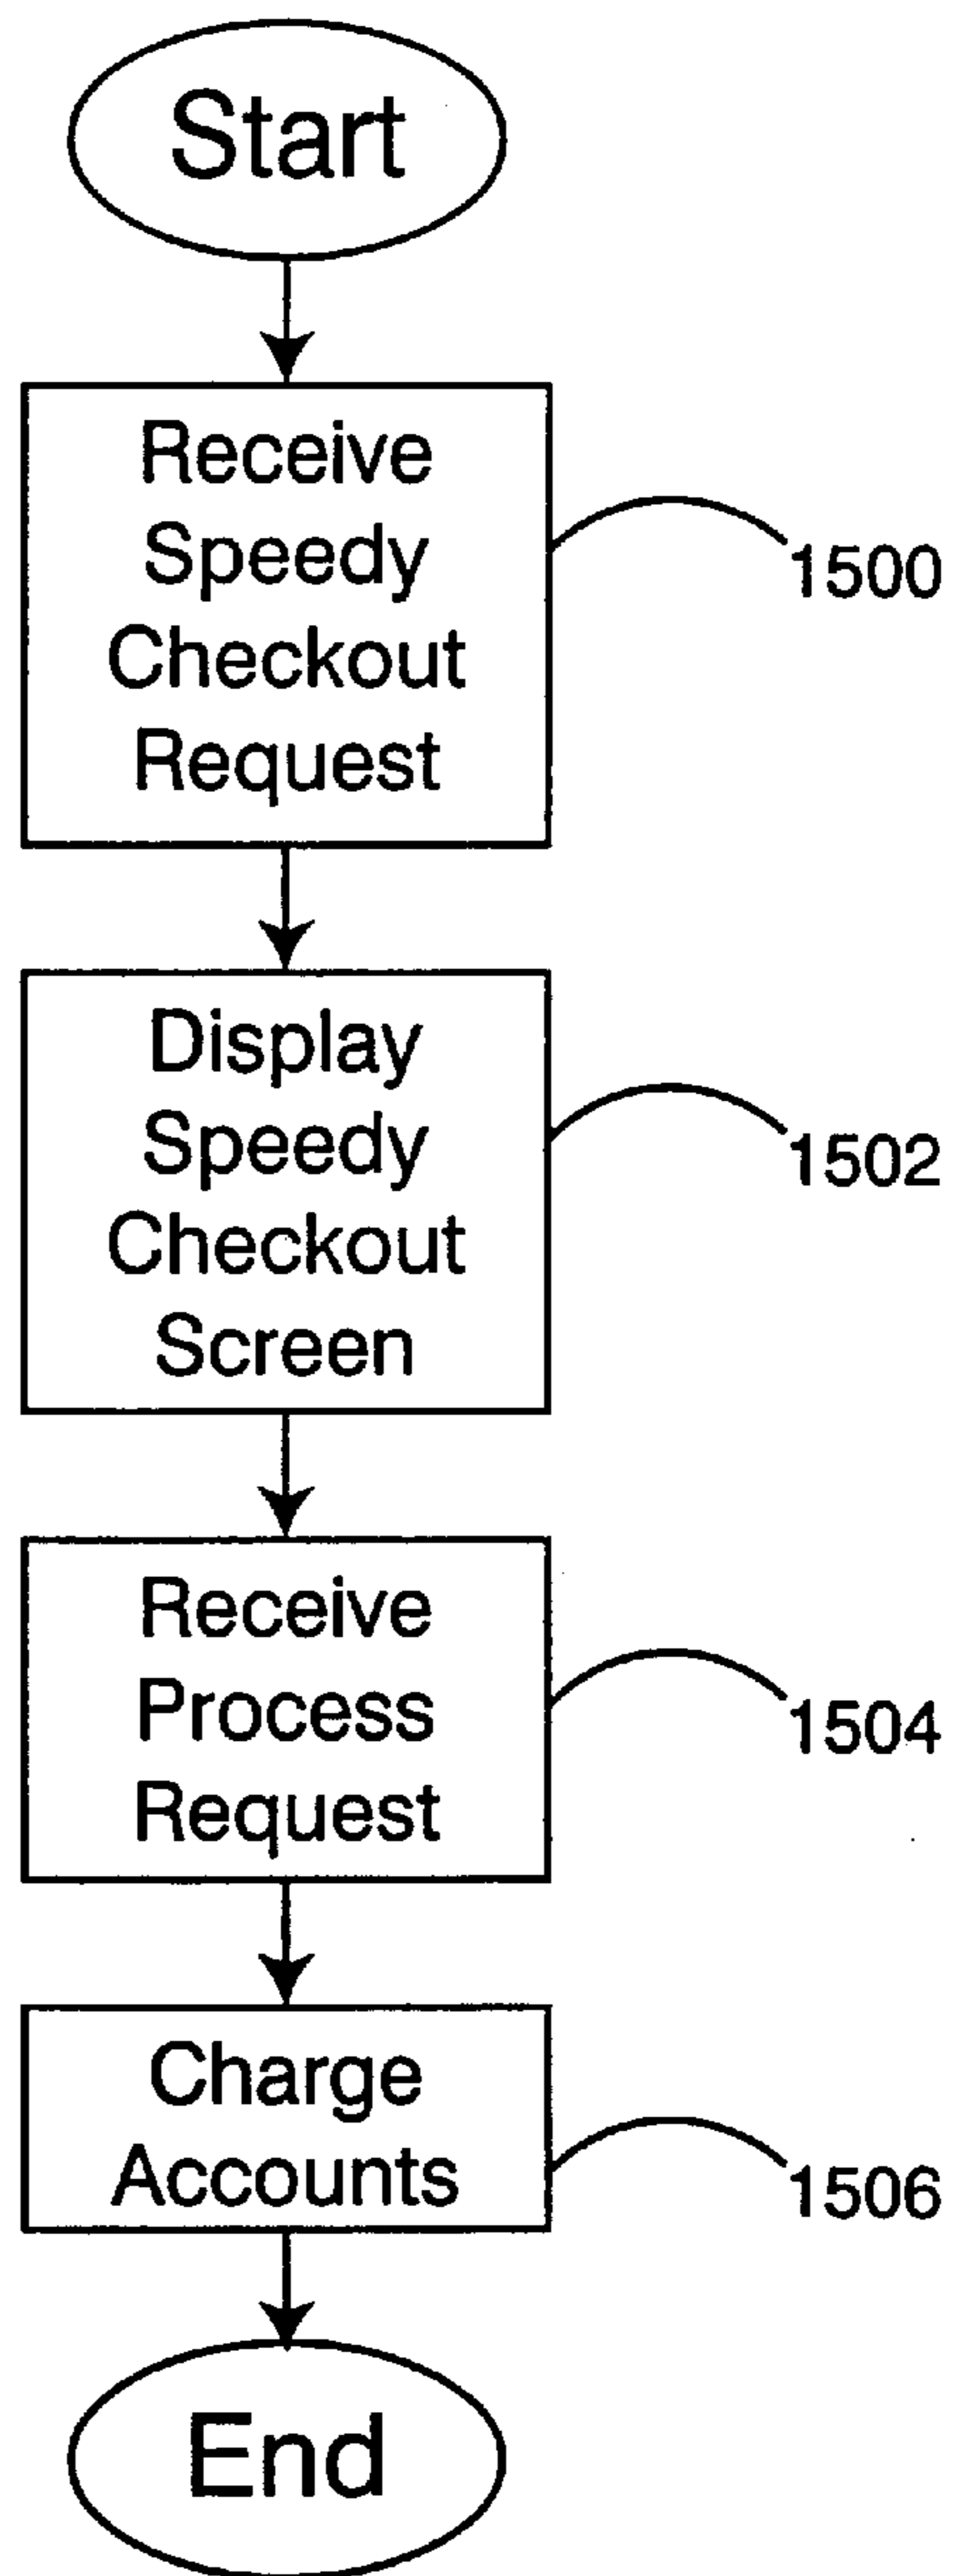 Start
Receive
Speedy
Checkout
Request
1500
Display
Speedy
Checkout
Screen
1502
Receive
Process
Request
1504
Charge
Accounts
1506
End